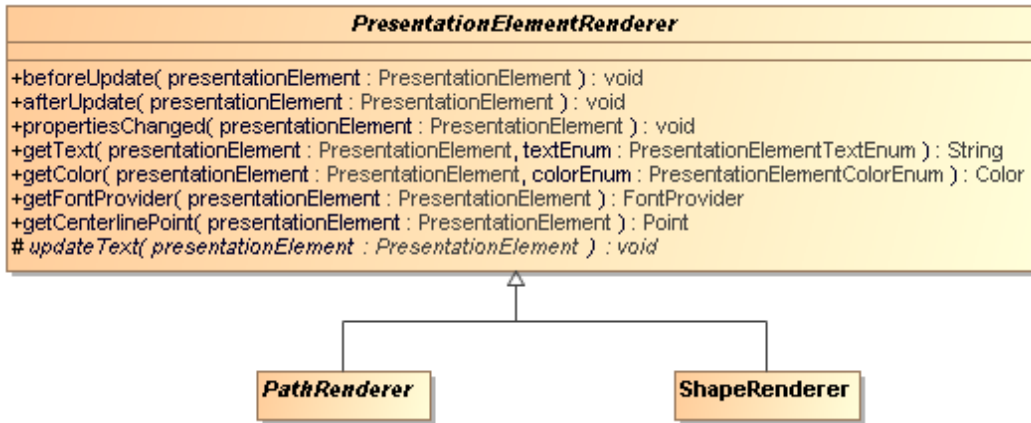 PresentationElementRenderer
+beforeUpdate( presentationElement : PresentationElement ) : void
+afterUpdate( presentationElement : PresentationElement ) : void
+propertiesChanged( presentationElement : PresentationElement ) : void
+getText( presentationElement : PresentationElement, textEnum : PresentationElementTextEnum ) : String
+getColor( presentationElement : PresentationElement, colorEnum : PresentationElementColorEnum ) : Color
+getFontProvider( presentationElement : PresentationElement ) : FontProvider
+getCenterlinePoint( presentationElement : PresentationElement ) : Point
# updateText( presentationElement : PresentationElement ) : void
PathRenderer
ShapeRenderer